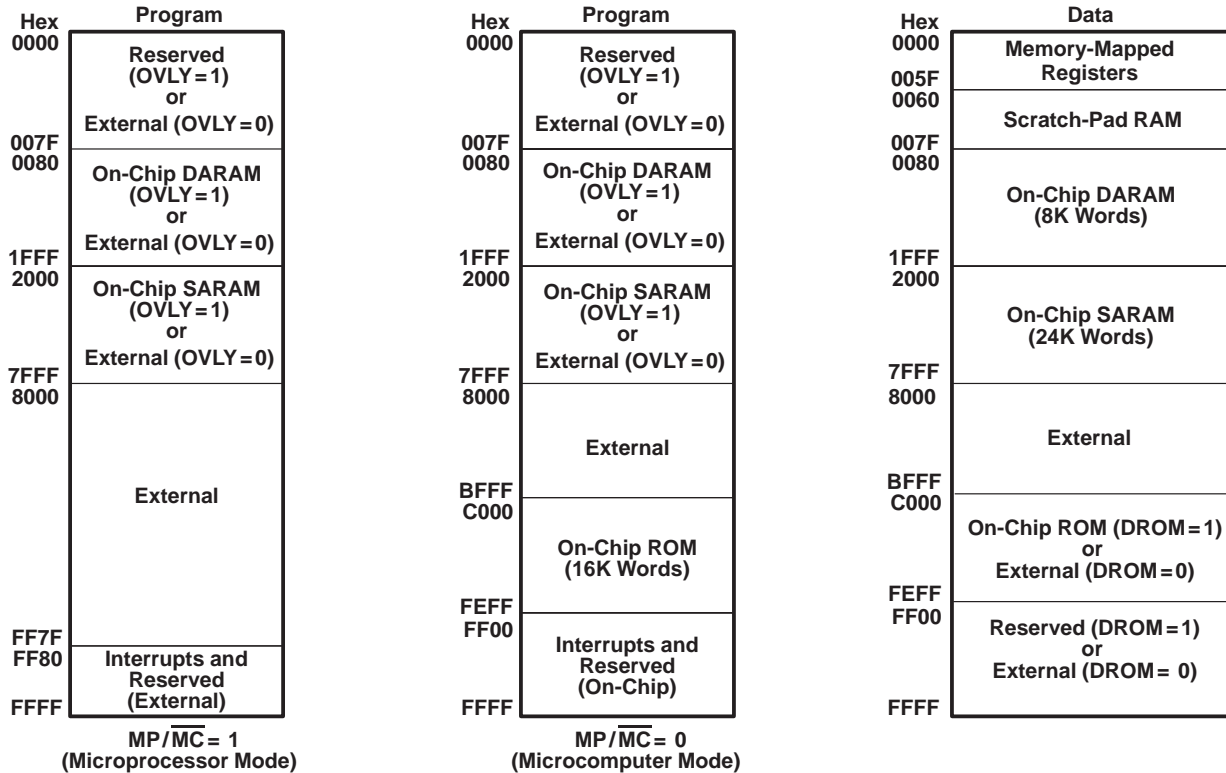 Program
Hex
0000
Reserved
(OVLY=1)
or
External (OVLY=0)
007F
0080
On-Chip DARAM
(OVLY=1)
or
External (OVLY=0)
1FFF
2000
On-Chip SARAM
(OVLY=1)
or
External (OVLY=0)
7FFF
8000
External
FF7F
FF80
Interrupts and
Reserved
(External)
FFFF
MP/M̅C̅= 1
(Microprocessor Mode)
Program
Hex
0000
Reserved
(OVLY=1)
or
External (OVLY=0)
007F
0080
On-Chip DARAM
(OVLY=1)
or
External (OVLY=0)
1FFF
2000
On-Chip SARAM
(OVLY=1)
or
External (OVLY=0)
7FFF
8000
External
BFFF
C000
On-Chip ROM
(16K Words)
FEFF
FF00
Interrupts and
Reserved
(On-Chip)
FFFF
MP/M̅C̅= 0
(Microcomputer Mode)
Data
Hex
0000
Memory-Mapped
Registers
005F
0060
Scratch-Pad RAM
007F
0080
On-Chip DARAM
(8K Words)
1FFF
2000
On-Chip SARAM
(24K Words)
7FFF
8000
External
BFFF
C000
On-Chip ROM (DROM=1)
or
External (DROM=0)
FEFF
FF00
Reserved (DROM=1)
or
External (DROM= 0)
FFFF